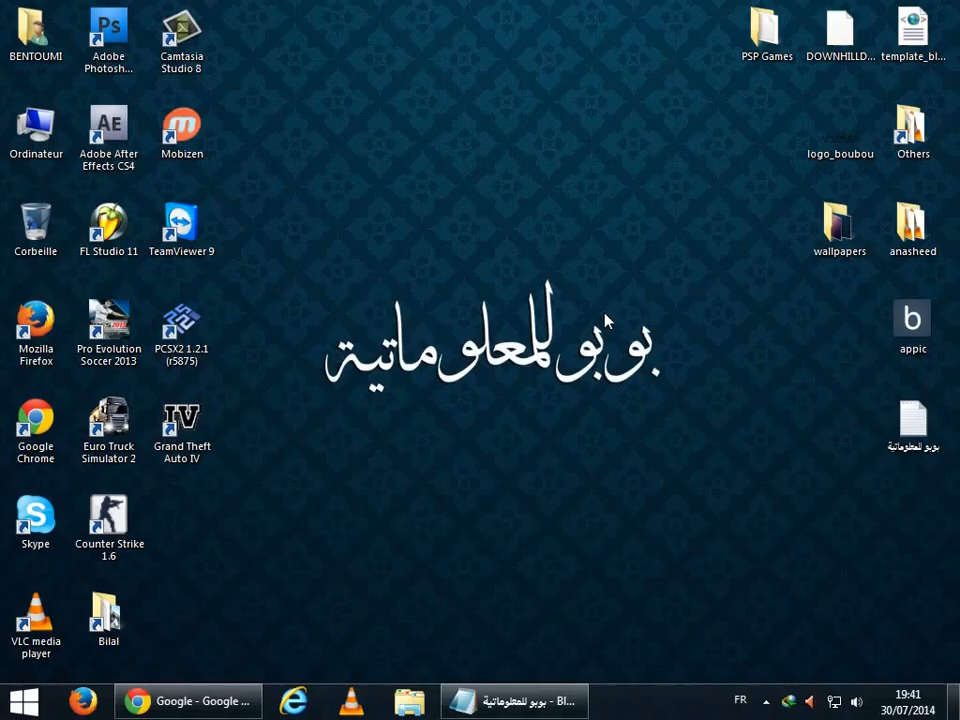 BENTOUMI
Adobe
Photosh...
Camtasia
Studio 8
PSP Games
DOWNHILLD...
template_bl...
Ordinateur
Adobe After
Effects CS4
Mobizen
logo_boubou
Others
Corbeille
FL Studio 11
TeamViewer 9
wallpapers
anasheed
Mozilla
Firefox
Pro Evolution
Soccer 2013
PCSX2 1.2.1
(r5875)
بوبو للمعلوماتية
appic
Google
Chrome
Euro Truck
Simulator 2
Grand Theft
Auto IV
بوبو للمعلوماتية
Skype
Counter Strike
1.6
VLC media
player
Bilal
Google - Google ...
بوبو للمعلوماتية - Bl...
FR
19:41
30/07/2014